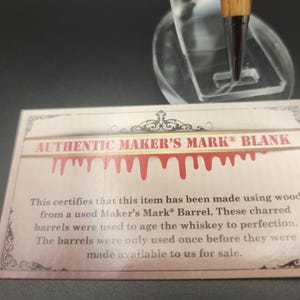 AUTHENTIC MAKER'S MARK® BLANK
This certifies that this item has been made using wood
from a used Maker's Mark® Barrel. These charred
barrels were used to age the whiskey to perfection.
The barrels were only used once before they were
made available to us for sale.